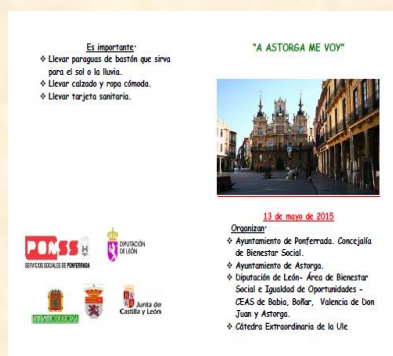 Es importante:
❖ Llevar paraguas de bastón que sirva
para el sol o la lluvia.
❖ Llevar calzado y ropa cómoda.
❖ Llevar tarjeta sanitaria.
PONSS
SERVICIOS SOCIALES DE PONFERRADA
DIPUTACIÓN
DE LEÓN
Junta de
Castilla y León
"A ASTORGA ME VOY"
13 de mayo de 2015
Organizan:
❖ Ayuntamiento de Ponferrada. Concejalía
de Bienestar Social.
❖ Ayuntamiento de Astorga.
❖ Diputación de León- Área de Bienestar
Social e Igualdad de Oportunidades -
CEAS de Babia, Boñar, Valencia de Don
Juan y Astorga.
❖ Cátedra Extraordinaria de la Ule